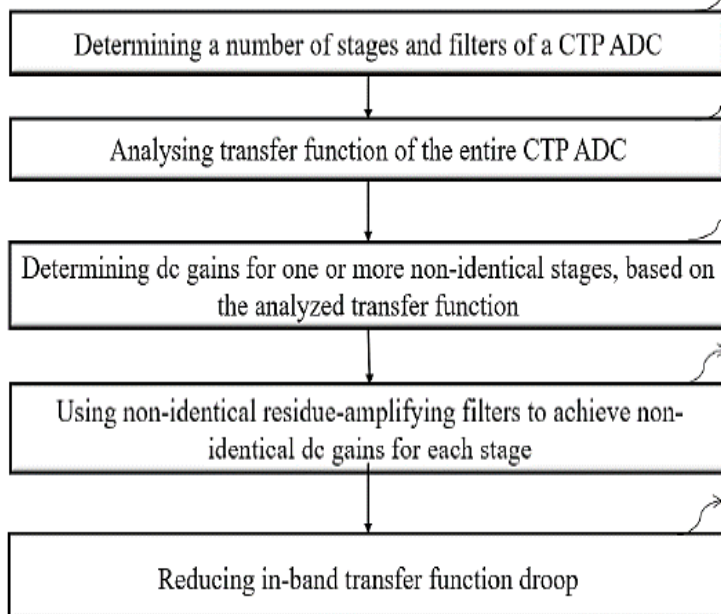 Determining a number of stages and filters of a CTP ADC
Analysing transfer function of the entire CTP ADC
Determining dc gains for one or more non-identical stages, based on
the analyzed transfer function
Using non-identical residue-amplifying filters to achieve non-
identical dc gains for each stage
Reducing in-band transfer function droop